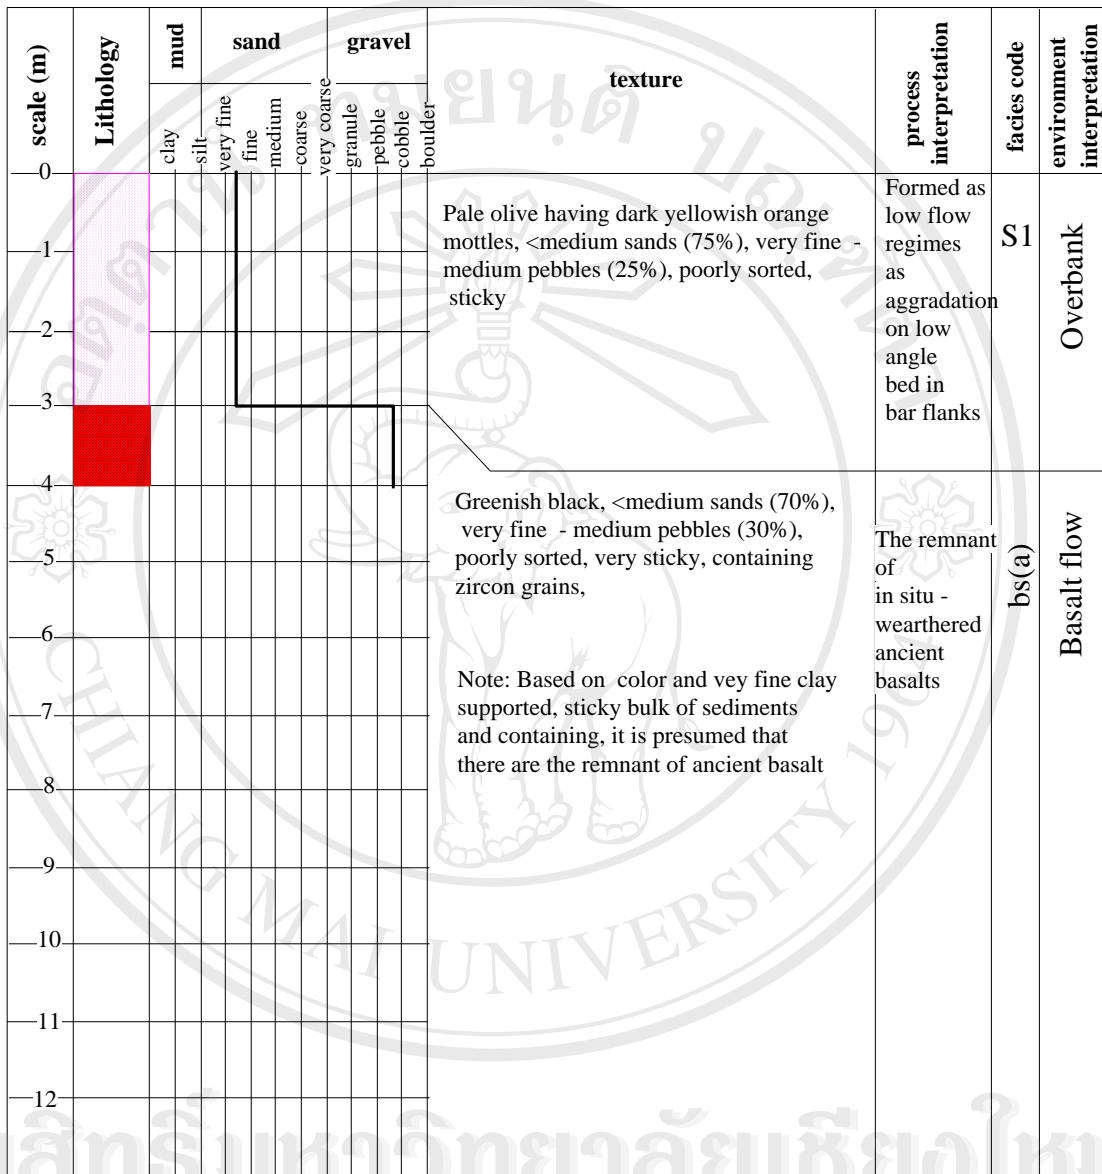 scale (m)
Lithology
mud
sand
gravel
texture
process
interpretation
facies code
environment
interpretation
clay
silt
very fine
fine
medium
coarse
very coarse
granule
pebble
cobble
boulder
0
1
2
3
4
5
6
7
8
9
10
11
12
Pale olive having dark yellowish orange
mottles, <medium sands (75%), very fine -
medium pebbles (25%), poorly sorted,
sticky
Formed as
low flow
regimes
as
aggradation
on low
angle
bed in
bar flanks
S1
Overbank
Greenish black, <medium sands (70%),
very fine - medium pebbles (30%),
poorly sorted, very sticky, containing
zircon grains,
Note: Based on color and vey fine clay
supported, sticky bulk of sediments
and containing, it is presumed that
there are the remnant of ancient basalt
The remnant
of
in situ -
wearthered
ancient
basalts
bs(a)
Basalt flow
CHIANG MAI UNIVERSITY 1964